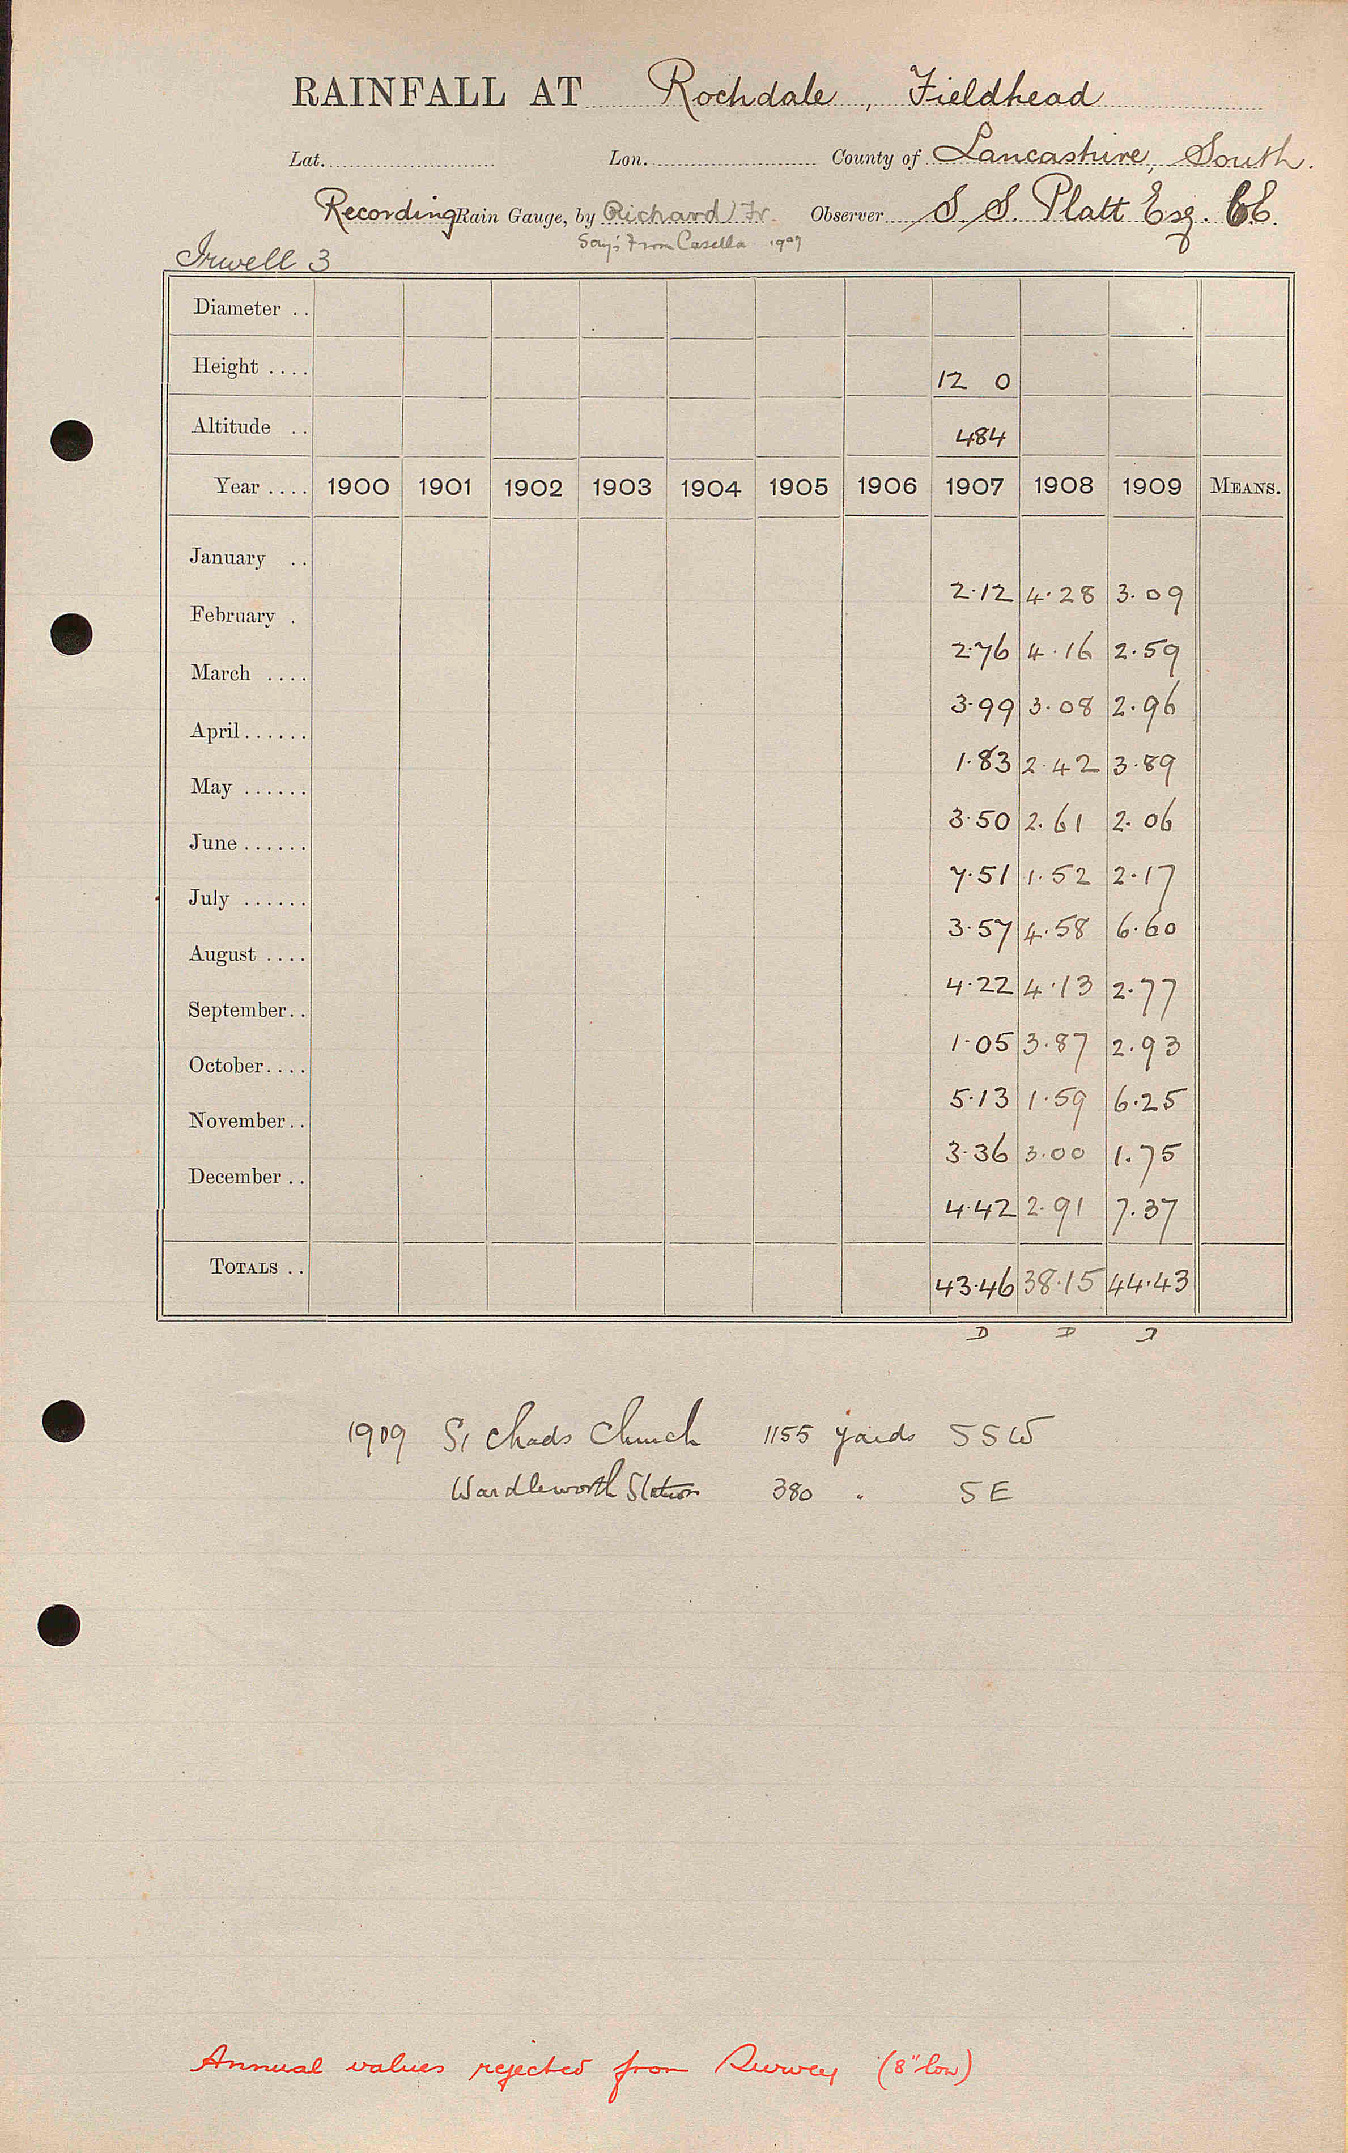 RAINFALL AT Rochdale, Fieldhead
Lat. Lon. County of Lancashire, South.
Recording Rain Gauge, by Richard Fr. Observer S. S. Platt Esq. CE.
Says From Casella 1909
Irwell 3
Diameter ..
Height .... 12 0
Altitude .. 484
Year .... 1900 1901 1902 1903 1904 1905 1906 1907 1908 1909 MEANS.
January .. 2.12 4.28 3.09
February . 2.76 4.16 2.59
March .... 3.99 3.08 2.96
April...... 1.83 2.42 3.89
May ...... 3.50 2.61 2.06
June ...... 7.51 1.52 2.17
July ...... 3.57 4.58 6.60
August .... 4.22 4.13 2.77
September.. 1.05 3.87 2.93
October.... 5.13 1.59 6.25
November.. 3.36 3.00 1.75
December .. 4.42 2.91 7.37
TOTALS .. 43.46 38.15 44.43
D D D
1909 St Chads Church 1155 yards SSW
Wardleworth Station 380 " SE
Annual values rejected from Survey (8" low)